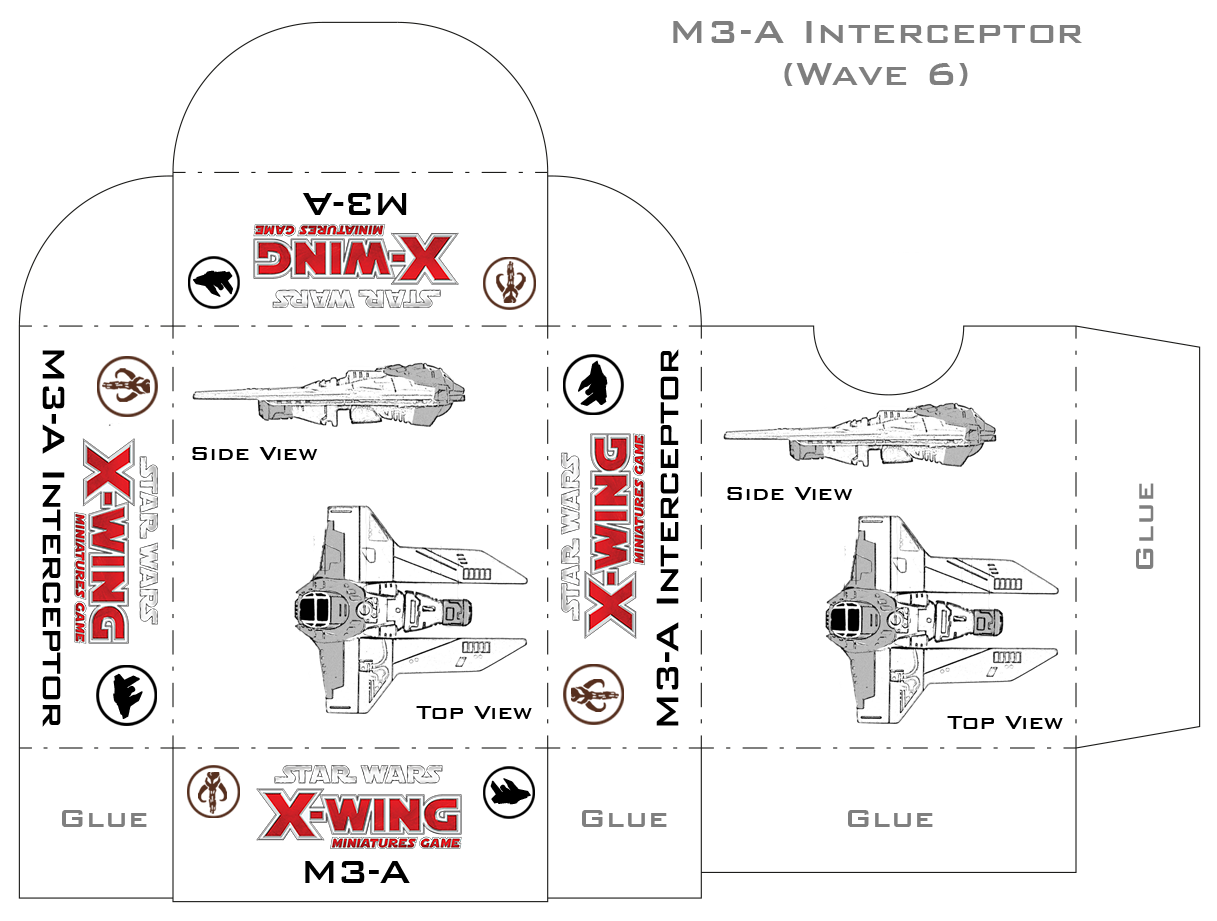 M3-A Interceptor
(Wave 6)
M3-A
MINIATURES GAME
X-WING
STAR WARS
M3-A Interceptor
STAR WARS
X-WING
MINIATURES GAME
Side View
Top View
STAR WARS
X-WING
MINIATURES GAME
M3-A Interceptor
Side View
Top View
Glue
Glue
STAR WARS
X-WING
MINIATURES GAME
M3-A
Glue
Glue